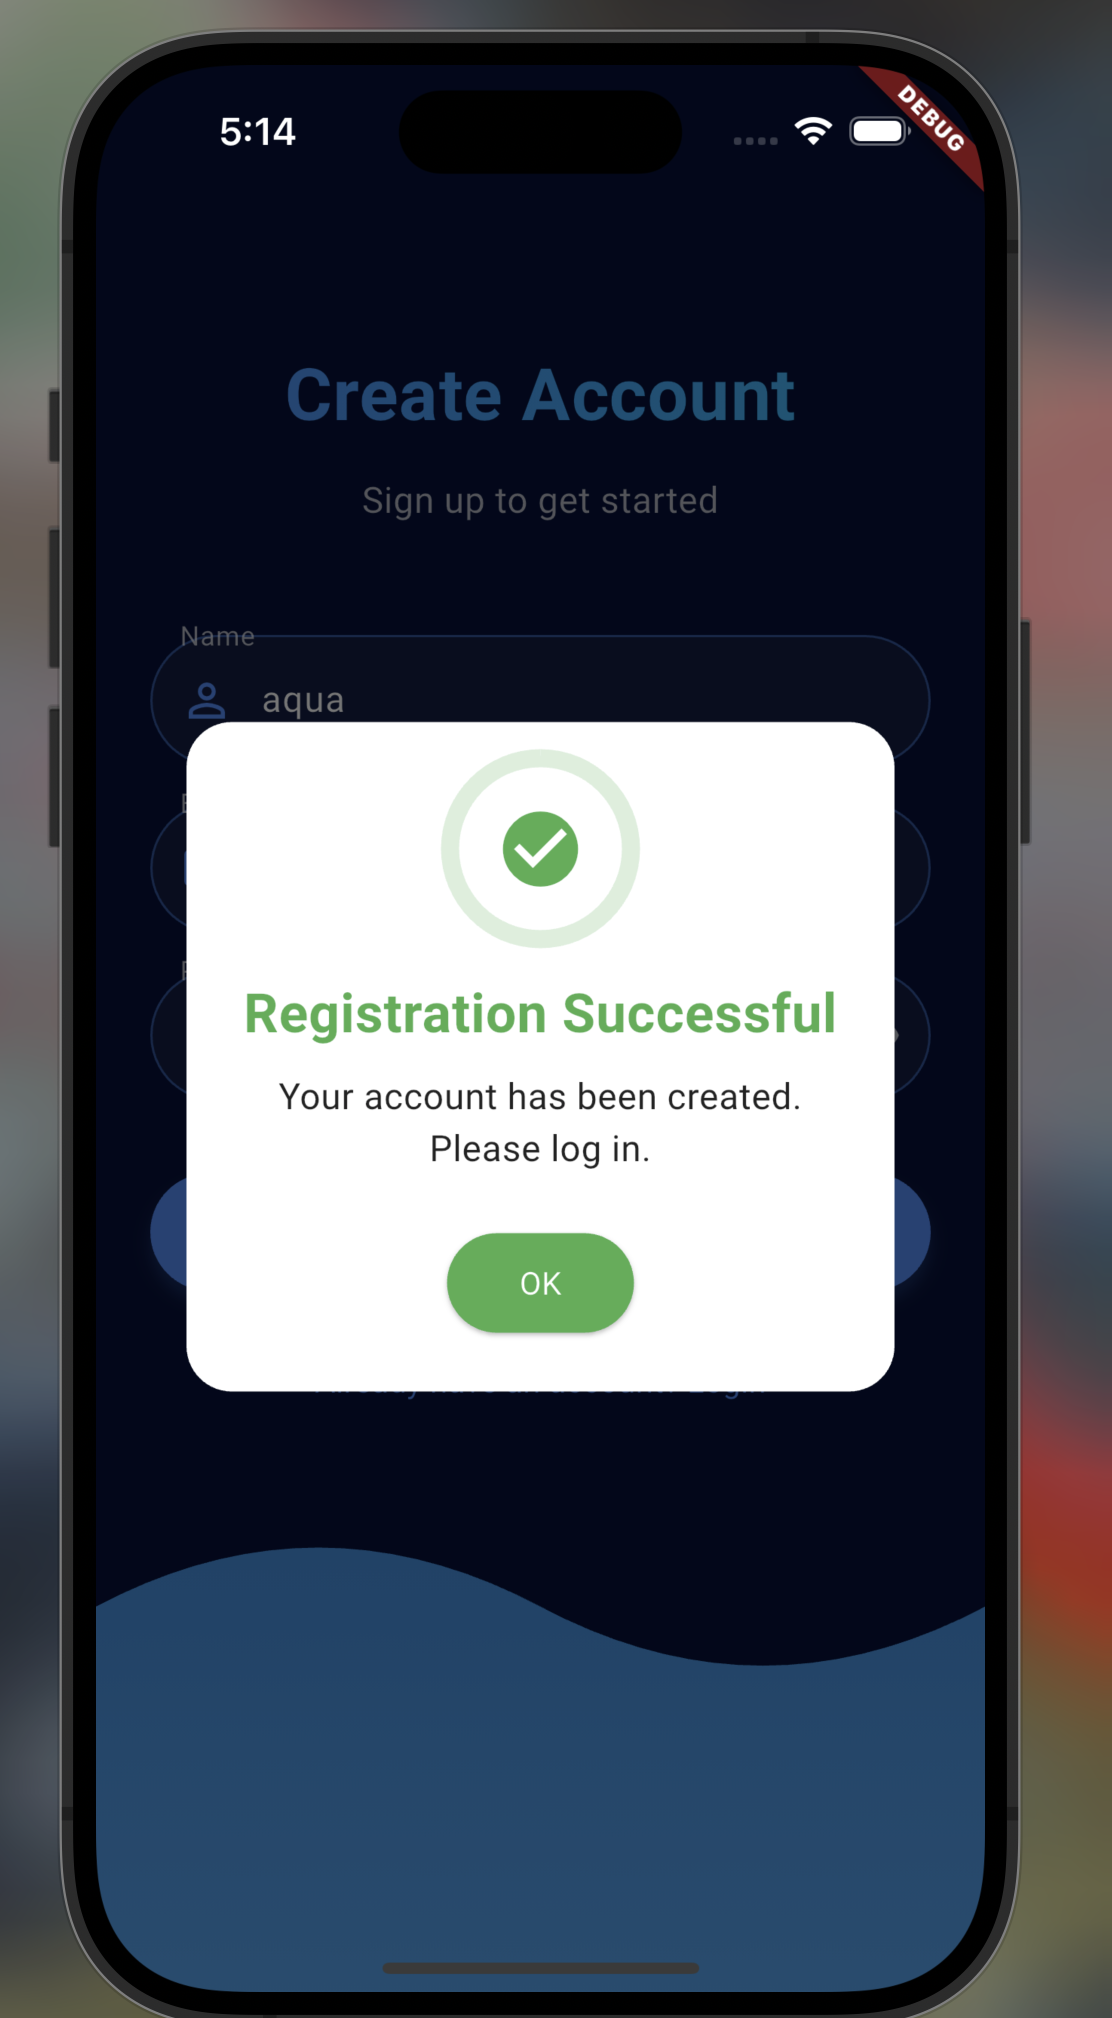 5:14
DEBUG
Create Account
Sign up to get started
Name
aqua
Registration Successful
Your account has been created.
Please log in.
OK